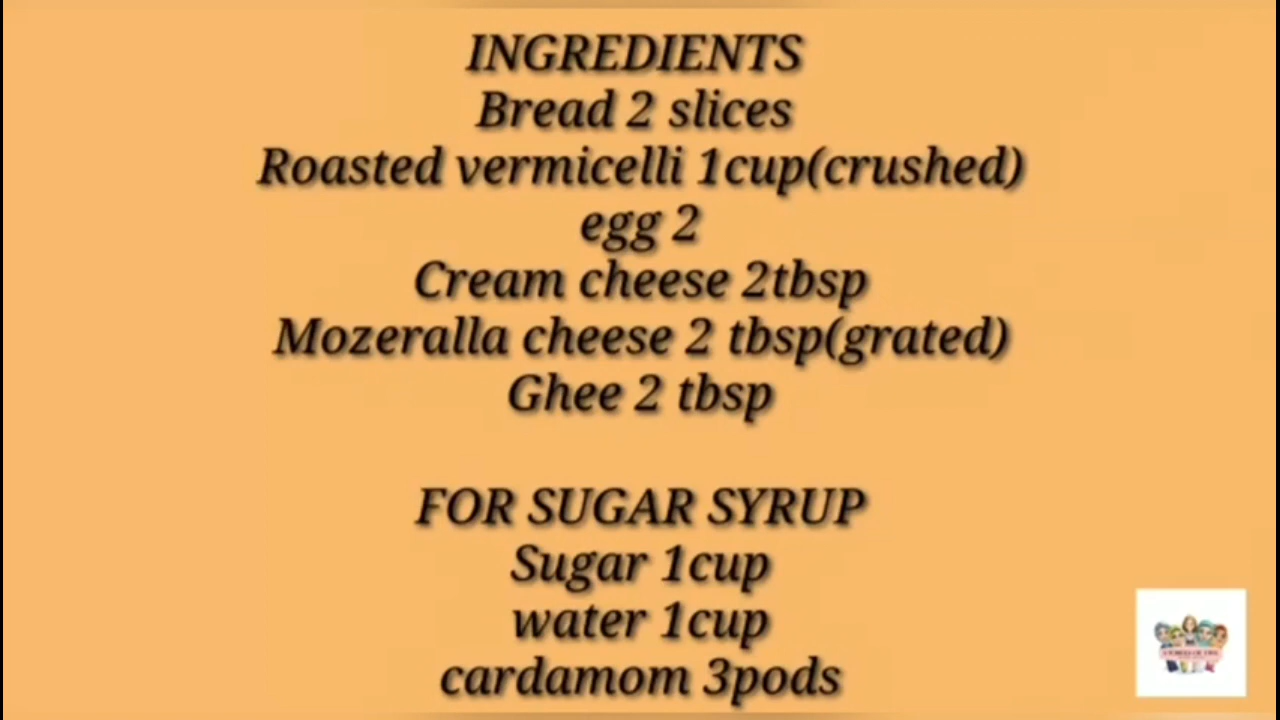 INGREDIENTS
Bread 2 slices
Roasted vermicelli 1cup(crushed)
egg 2
Cream cheese 2tbsp
Mozeralla cheese 2 tbsp(grated)
Ghee 2 tbsp
FOR SUGAR SYRUP
Sugar 1cup
water 1cup
cardamom 3pods